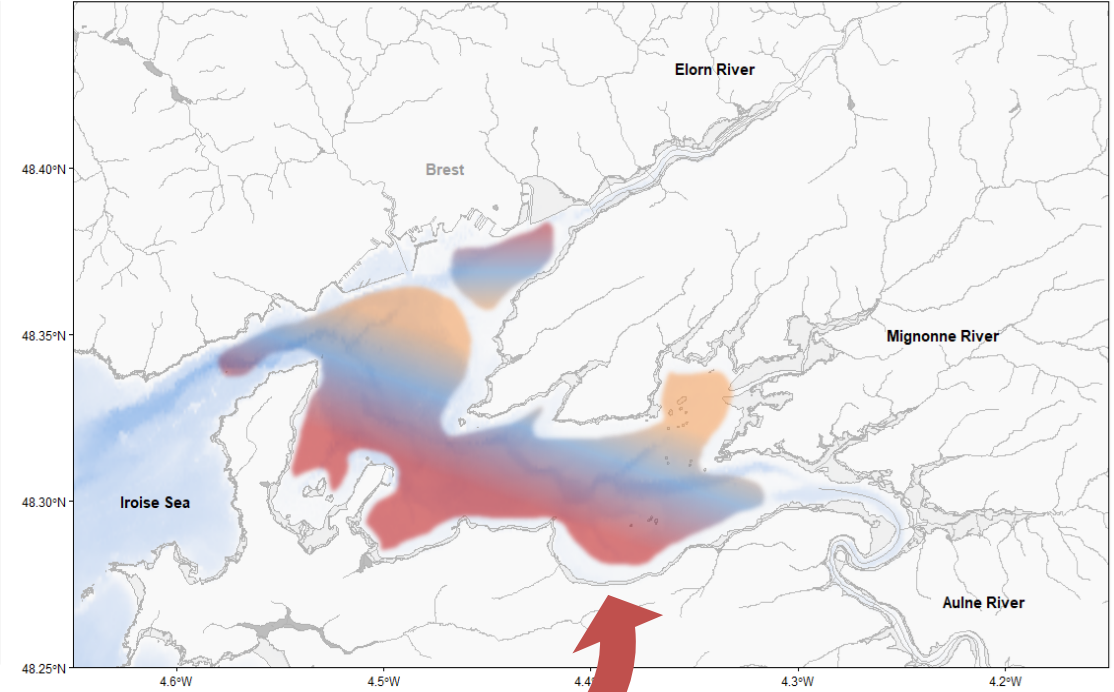 Elorn River
48.40°N
Brest
48.35°N
Mignonne River
48.30°N
Iroise Sea
Aulne River
48.25°N
4.6°W
4.5°W
4.3°W
4.2°W